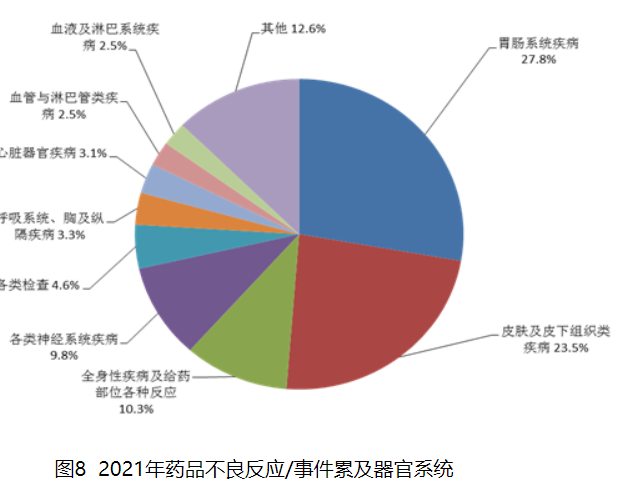 血液及淋巴系统疾
病 2.5%
其他 12.6%
胃肠系统疾病
27.8%
血管与淋巴管类疾
病 2.5%
心脏器官疾病 3.1%
呼吸系统、胸及纵
隔疾病 3.3%
各类检查 4.6%
各类神经系统疾病
9.8%
皮肤及皮下组织类
疾病 23.5%
全身性疾病及给药
部位各种反应
10.3%
图8 2021年药品不良反应/事件累及器官系统